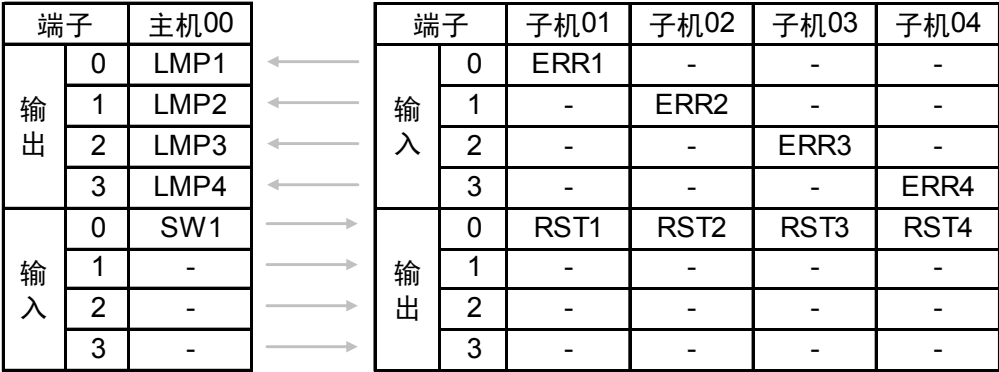 端子 主机00 端子 子机01 子机02 子机03 子机04
输出 0 LMP1 输入 0 ERR1 - - -
1 LMP2 1 - ERR2 - -
2 LMP3 2 - - ERR3 -
3 LMP4 3 - - - ERR4
输入 0 SW1 输出 0 RST1 RST2 RST3 RST4
1 - 1 - - - -
2 - 2 - - - -
3 - 3 - - - -